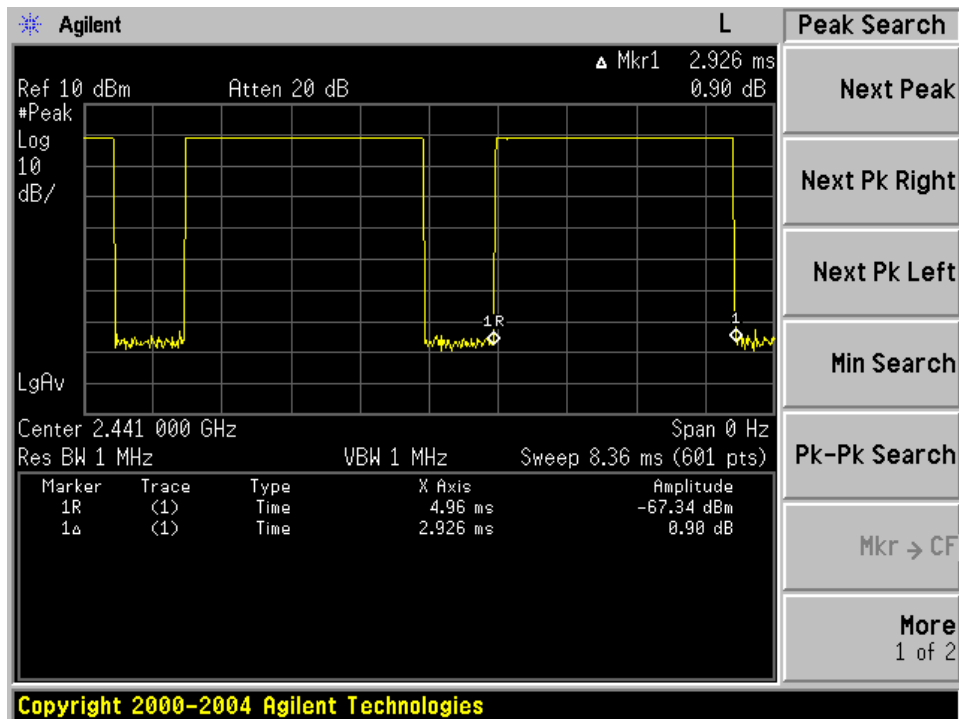 Agilent L
Δ Mkr1 2.926 ms
Ref 10 dBm Atten 20 dB 0.90 dB
#Peak
Log
10
dB/
1R 1
LgAv
Center 2.441 000 GHz Span 0 Hz
Res BW 1 MHz VBW 1 MHz Sweep 8.36 ms (601 pts)
Marker Trace Type X Axis Amplitude
1R (1) Time 4.96 ms -67.34 dBm
1Δ (1) Time 2.926 ms 0.90 dB
Copyright 2000-2004 Agilent Technologies
Peak Search
Next Peak
Next Pk Right
Next Pk Left
Min Search
Pk-Pk Search
Mkr → CF
More
1 of 2